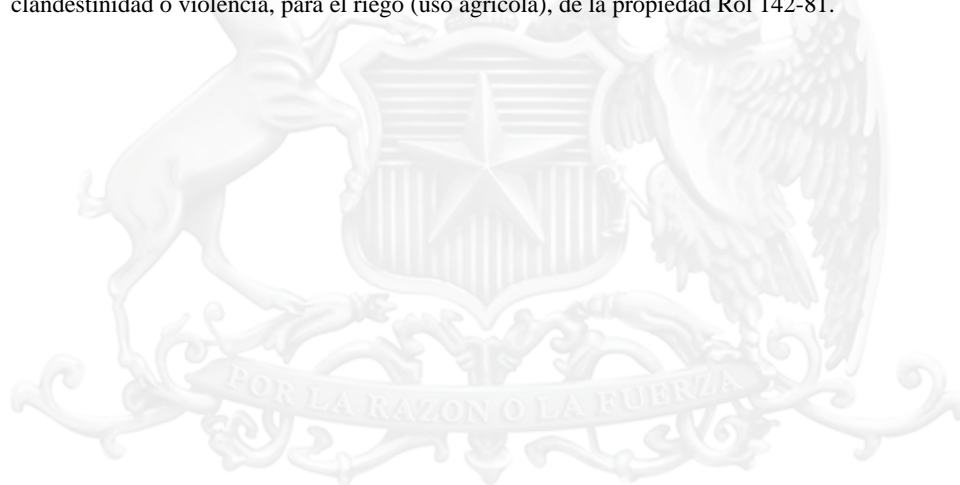 clandestinidad o violencia, para el riego (uso agrícola), de la propiedad Rol 142-81.
POR LA RAZON O LA FUERZA